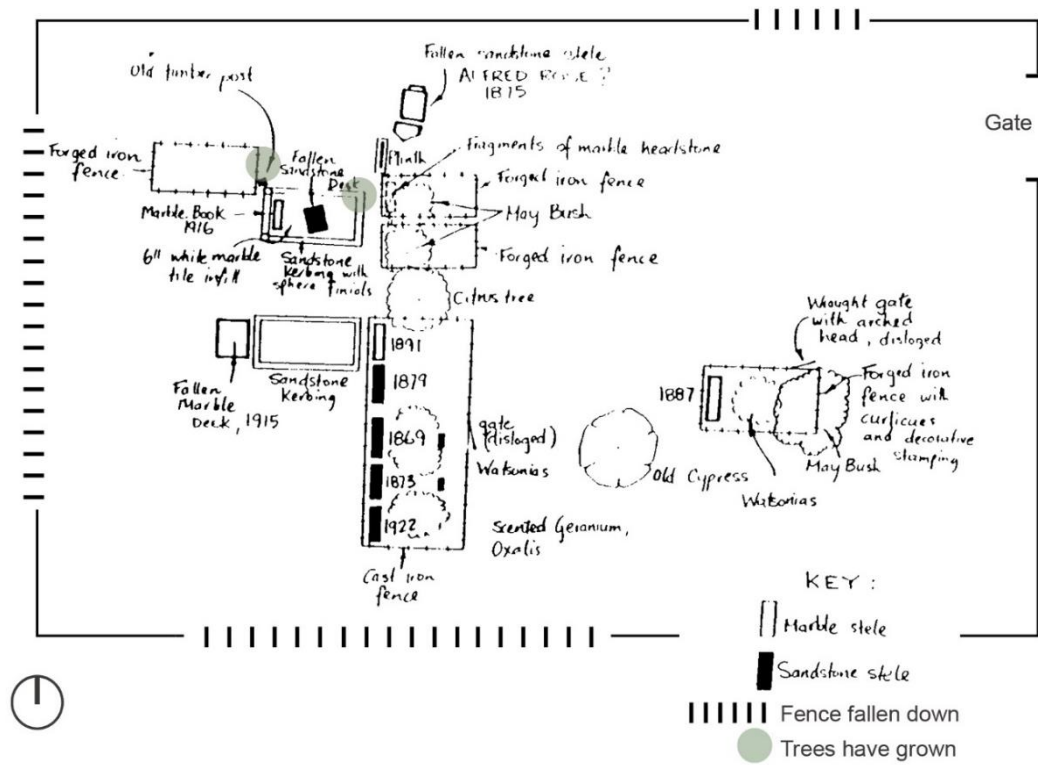 Old timber post
Fallen sandstone stele
ALFRED ROSE ?
1875
Gate
Forged iron
fence
Fallen
Sandstone
Desk
Plinth
Fragments of marble headstone
Forged iron fence
May Bush
Marble Book
1916
6" white marble
tile infill
Sandstone
Kerbing with
sphere finials
Forged iron fence
Citrus tree
Wrought gate
with arched
head, disloged
Forged iron
fence with
curlicues
and decorative
stamping
1887
May Bush
Watsonias
Old Cypress
Fallen
Marble
Deck, 1915
Sandstone
Kerbing
1891
1879
1869
1873
1922
gate
(disloged)
Watsonias
Scented Geranium,
Oxalis
Cast iron
fence
KEY :
Marble stele
Sandstone stele
Fence fallen down
Trees have grown